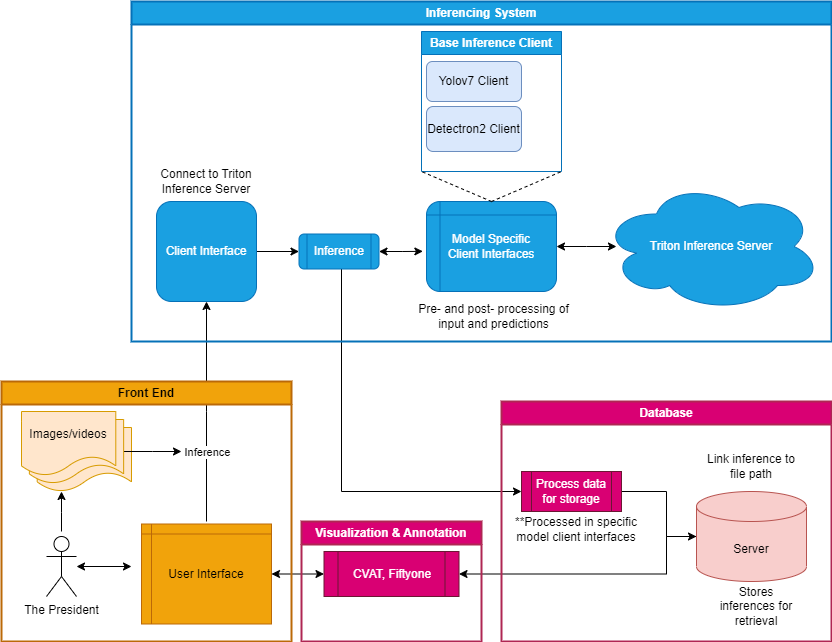 Inferencing System
Base Inference Client
Yolov7 Client
Detectron2 Client
Connect to Triton
Inference Server
Client Interface
Inference
Model Specific
Client Interfaces
Triton Inference Server
Pre- and post- processing of
input and predictions
Front End
Images/videos
Inference
The President
User Interface
Visualization & Annotation
CVAT, Fiftyone
Database
Process data
for storage
**Processed in specific
model client interfaces
Link inference to
file path
Server
Stores
inferences for
retrieval